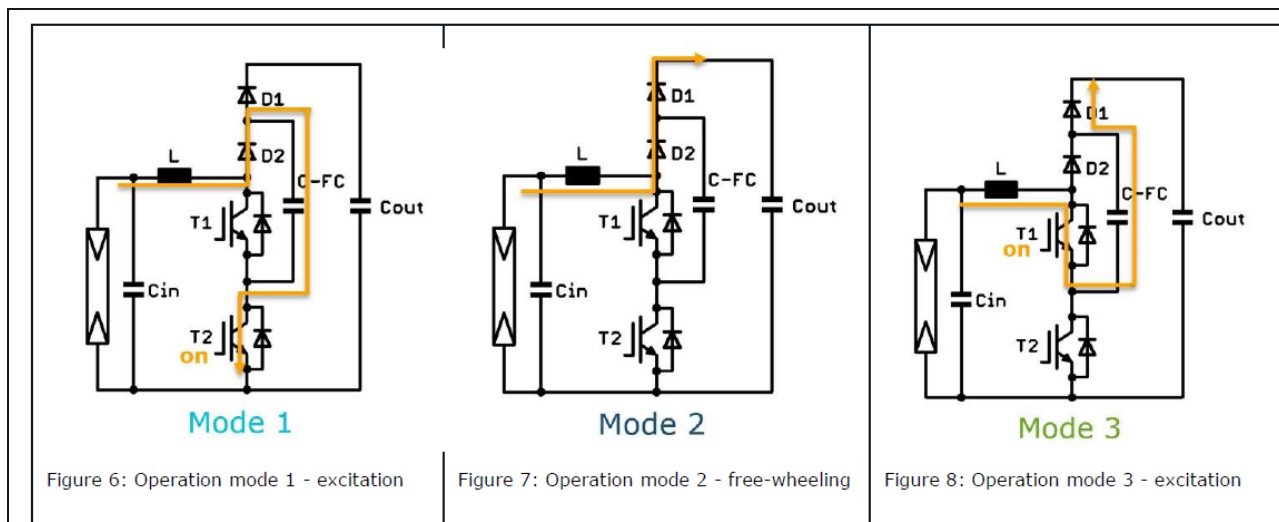 D1
D2
L
C-FC
T1
Cout
Cin
T2
on
Mode 1
Figure 6: Operation mode 1 - excitation
D1
D2
L
C-FC
T1
Cout
Cin
T2
Mode 2
Figure 7: Operation mode 2 - free-wheeling
D1
D2
L
C-FC
T1
on
Cout
Cin
T2
Mode 3
Figure 8: Operation mode 3 - excitation